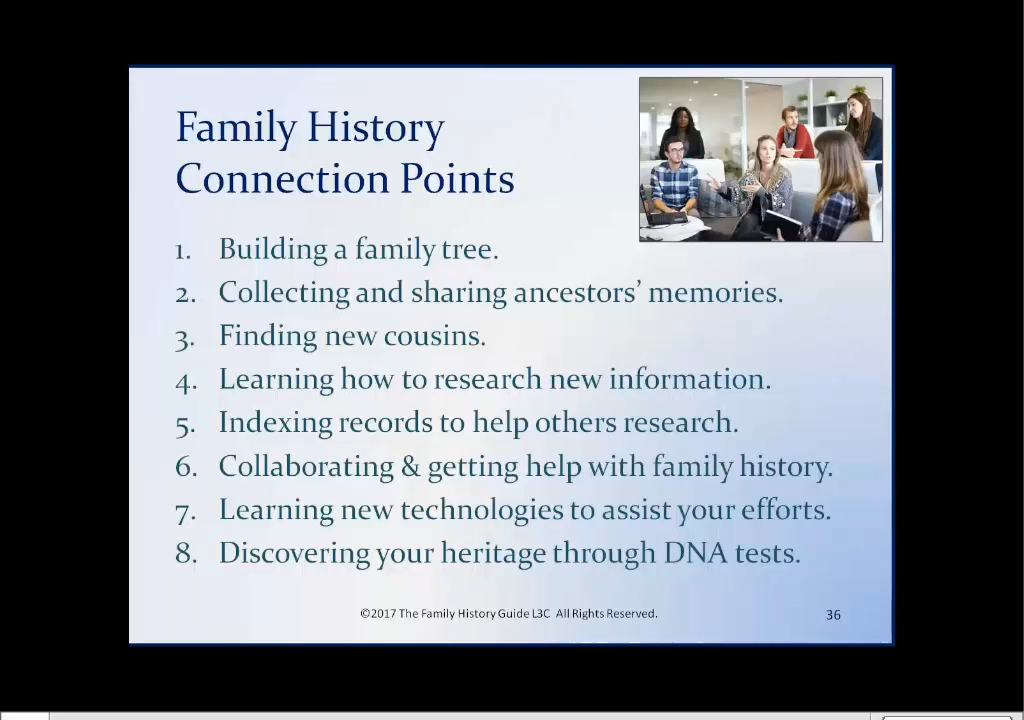 Family History
Connection Points
1. Building a family tree.
2. Collecting and sharing ancestors’ memories.
3. Finding new cousins.
4. Learning how to research new information.
5. Indexing records to help others research.
6. Collaborating & getting help with family history.
7. Learning new technologies to assist your efforts.
8. Discovering your heritage through DNA tests.
©2017 The Family History Guide L3C All Rights Reserved.
36